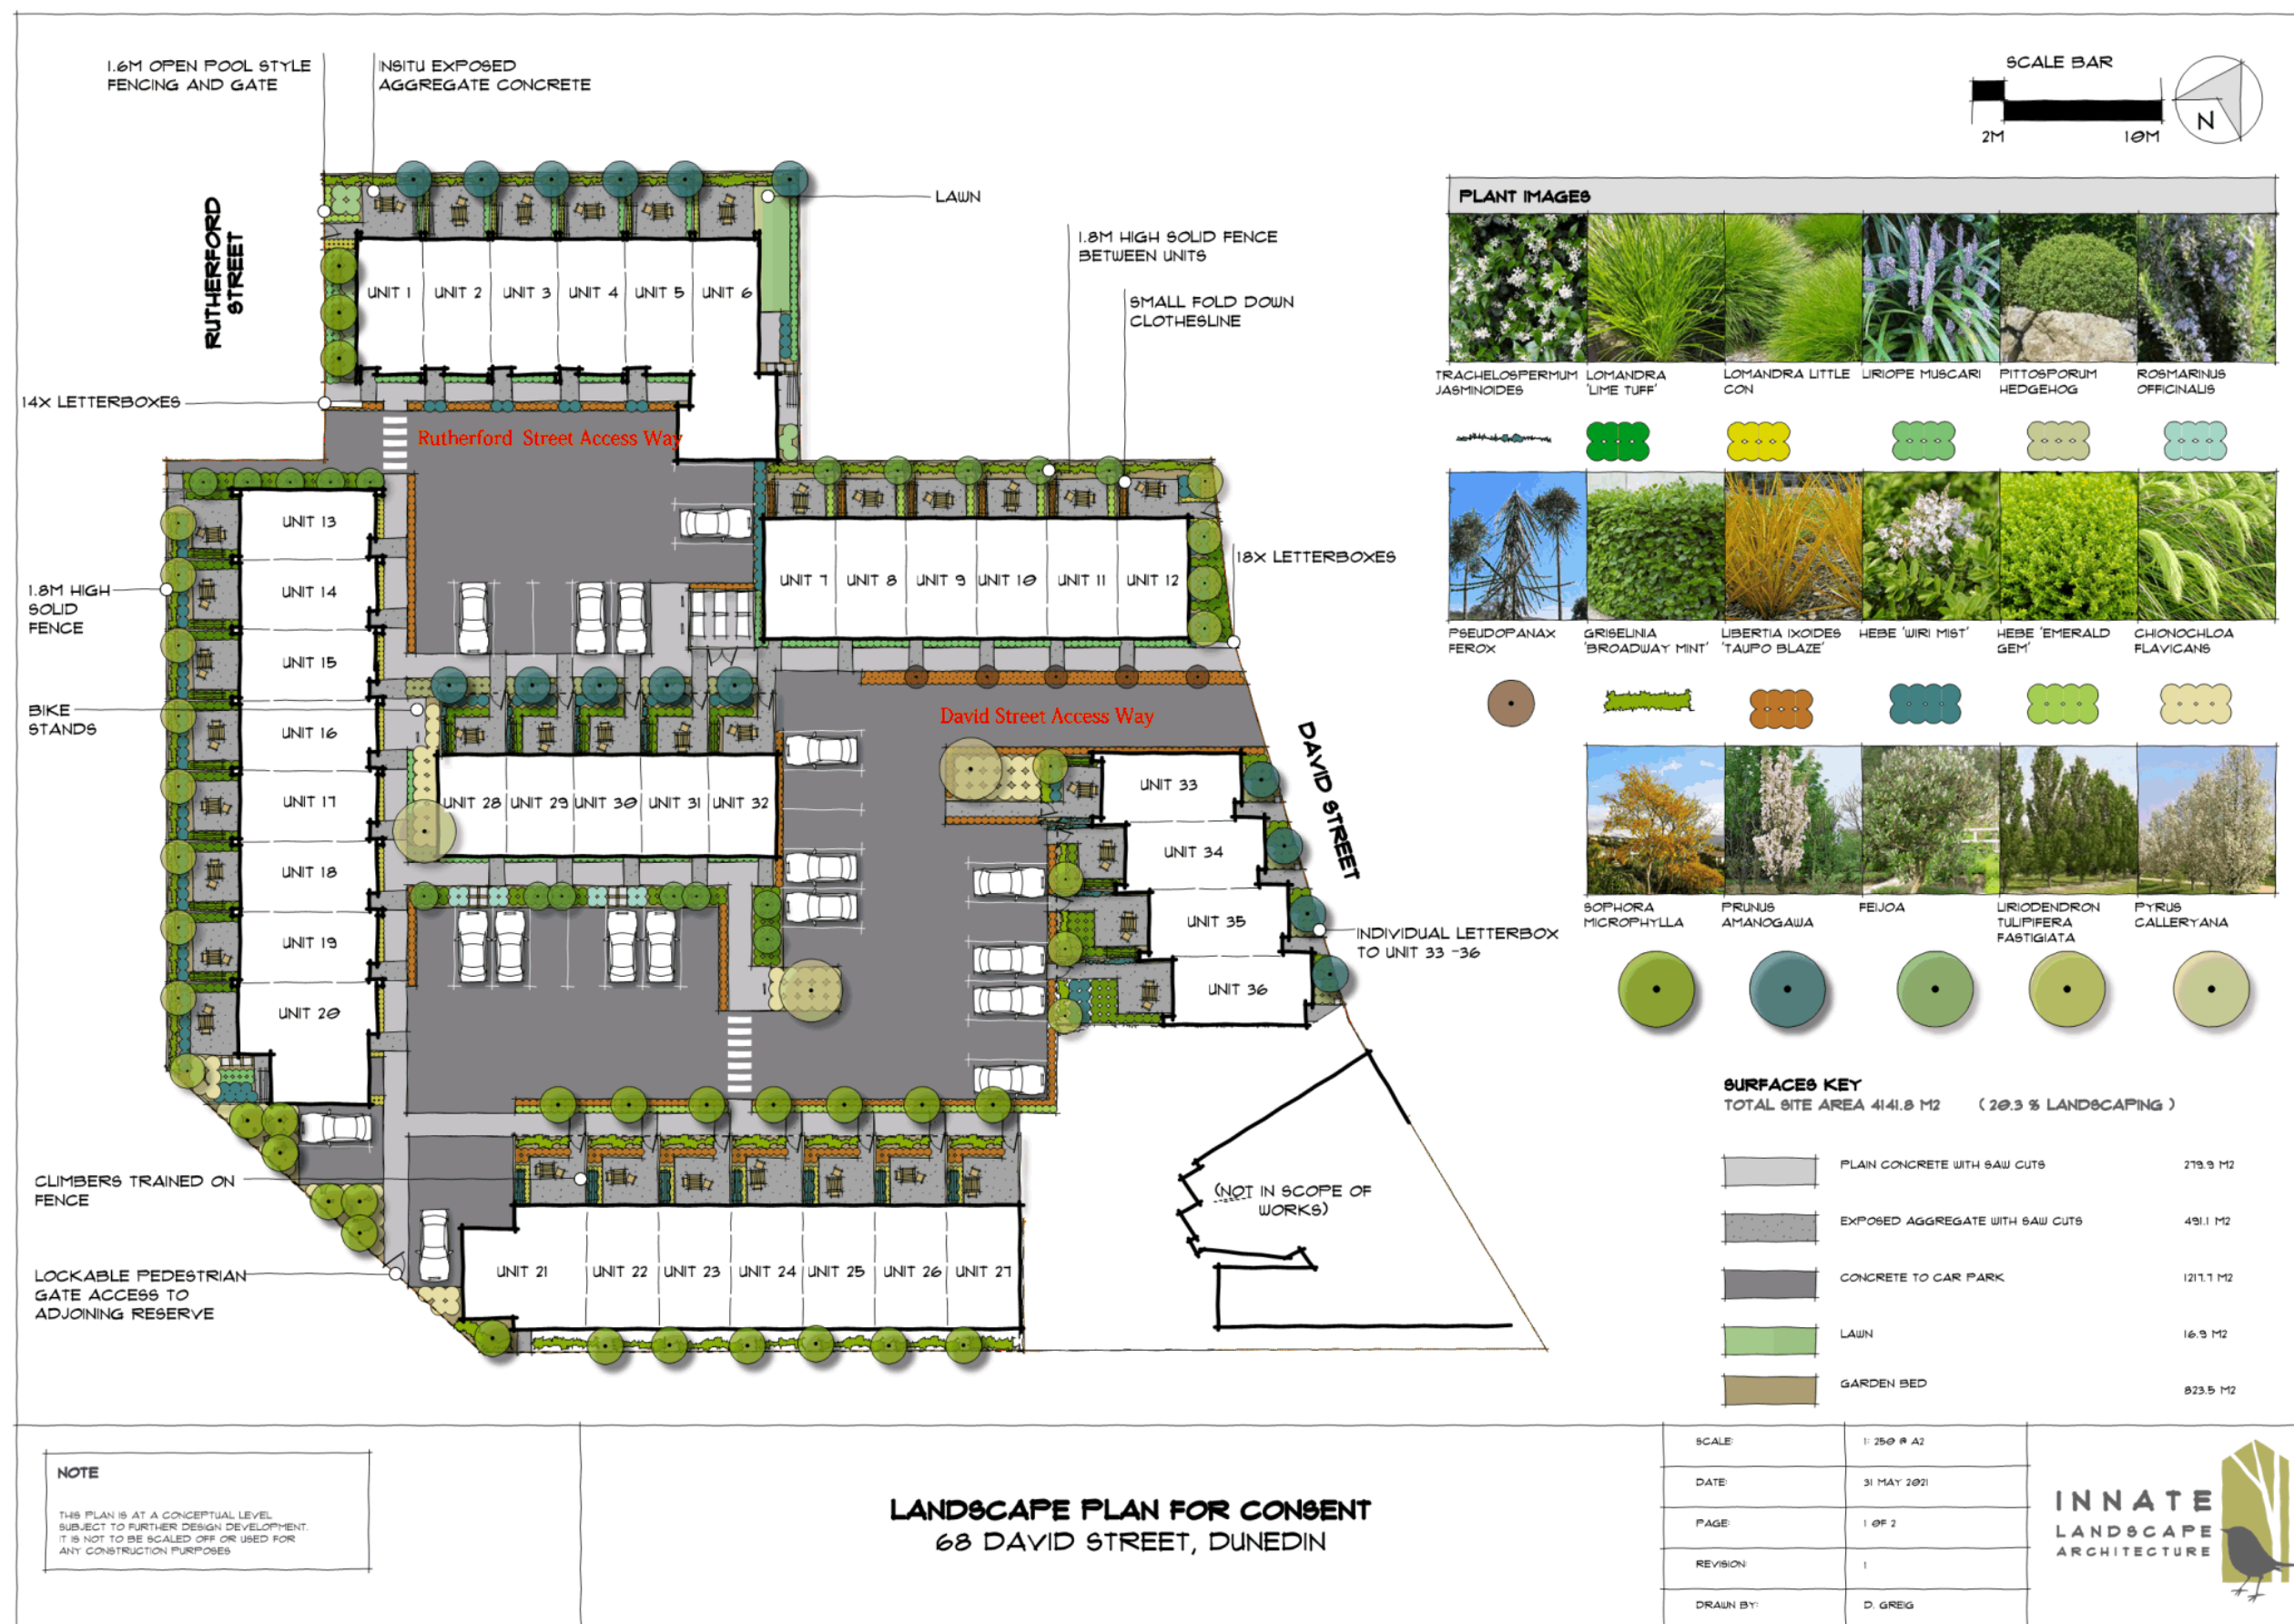 1.6M OPEN POOL STYLE
FENCING AND GATE
INSITU EXPOSED
AGGREGATE CONCRETE
SCALE BAR
2M
10M
N
RUTHERFORD
STREET
LAWN
1.8M HIGH SOLID FENCE
BETWEEN UNITS
SMALL FOLD DOWN
CLOTHESLINE
UNIT 1
UNIT 2
UNIT 3
UNIT 4
UNIT 5
UNIT 6
14X LETTERBOXES
Rutherford Street Access Way
UNIT 13
UNIT 14
UNIT 15
UNIT 16
UNIT 17
UNIT 18
UNIT 19
UNIT 20
1.8M HIGH
SOLID
FENCE
UNIT 7
UNIT 8
UNIT 9
UNIT 10
UNIT 11
UNIT 12
18X LETTERBOXES
BIKE
STANDS
David Street Access Way
DAVID STREET
UNIT 28
UNIT 29
UNIT 30
UNIT 31
UNIT 32
UNIT 33
UNIT 34
UNIT 35
UNIT 36
INDIVIDUAL LETTERBOX
TO UNIT 33 -36
CLIMBERS TRAINED ON
FENCE
LOCKABLE PEDESTRIAN
GATE ACCESS TO
ADJOINING RESERVE
UNIT 21
UNIT 22
UNIT 23
UNIT 24
UNIT 25
UNIT 26
UNIT 27
(NOT IN SCOPE OF
WORKS)
PLANT IMAGES
TRACHELOSPERMUM
JASMINOIDES
LOMANDRA
'LIME TUFF'
LOMANDRA LITTLE
CON
LIRIOPE MUSCARI
PITTOSPORUM
HEDGEHOG
ROSMARINUS
OFFICINALIS
PSEUDOPANAX
FEROX
GRISELINIA
'BROADWAY MINT'
LIBERTIA IXOIDES
'TAUPO BLAZE'
HEBE 'WIRI MIST'
HEBE 'EMERALD
GEM'
CHIONOCHLOA
FLAVICANS
SOPHORA
MICROPHYLLA
PRUNUS
AMANOGAWA
FEIJOA
LIRIODENDRON
TULIPIFERA
FASTIGIATA
PYRUS
CALLERYANA
SURFACES KEY
TOTAL SITE AREA 4141.8 M2 ( 20.3 % LANDSCAPING )
PLAIN CONCRETE WITH SAW CUTS 279.9 M2
EXPOSED AGGREGATE WITH SAW CUTS 491.1 M2
CONCRETE TO CAR PARK 1217.7 M2
LAWN 16.9 M2
GARDEN BED 823.5 M2
NOTE
THIS PLAN IS AT A CONCEPTUAL LEVEL
SUBJECT TO FURTHER DESIGN DEVELOPMENT.
IT IS NOT TO BE SCALED OFF OR USED FOR
ANY CONSTRUCTION PURPOSES
LANDSCAPE PLAN FOR CONSENT
68 DAVID STREET, DUNEDIN
SCALE: 1: 250 @ A2
DATE: 31 MAY 2021
PAGE: 1 OF 2
REVISION: 1
DRAWN BY: D. GREIG
INNATE
LANDSCAPE
ARCHITECTURE